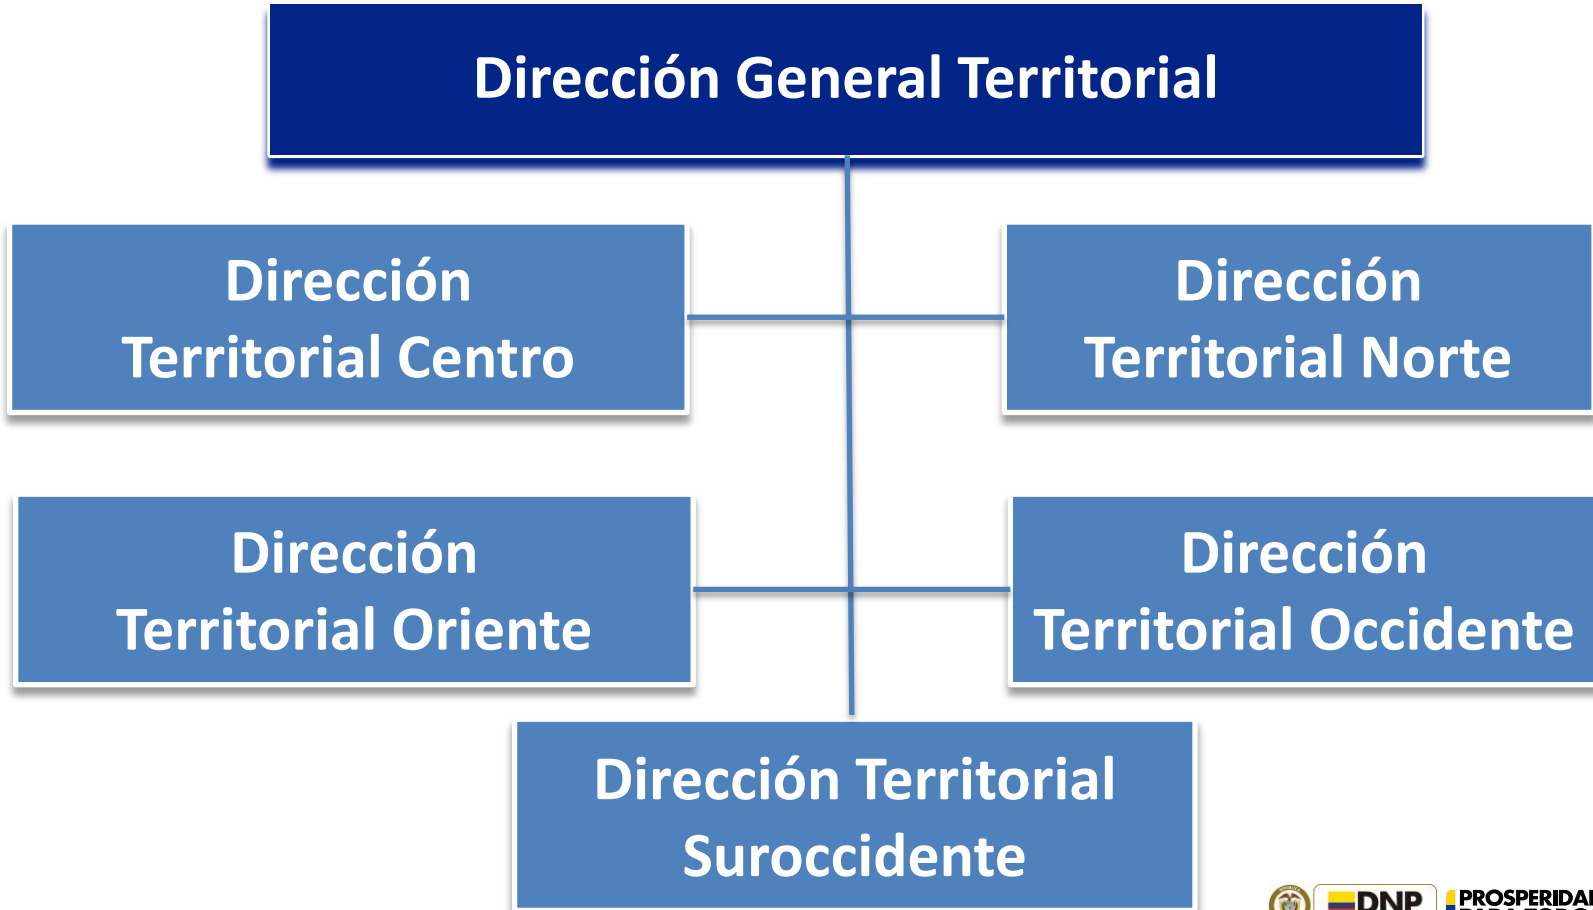 Dirección General Territorial
Dirección
Territorial Centro
Dirección
Territorial Norte
Dirección
Territorial Oriente
Dirección
Territorial Occidente
Dirección Territorial
Suroccidente
DNP